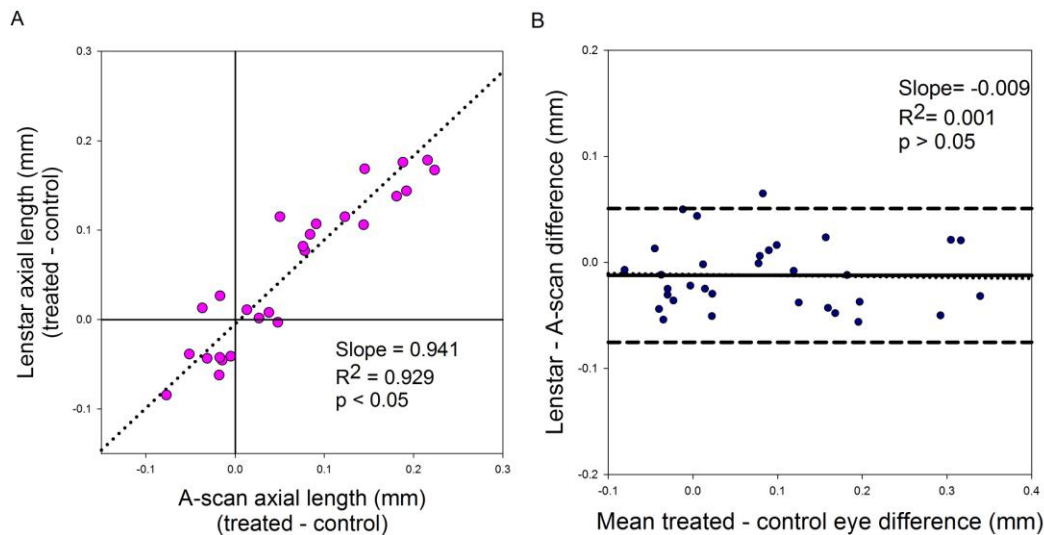 A
Lenstar axial length (mm)
(treated - control)
0.3
0.2
0.1
0.0
-0.1
-0.1
0.0
0.1
0.2
0.3
Slope = 0.941
R2 = 0.929
p < 0.05
A-scan axial length (mm)
(treated - control)
B
Lenstar - A-scan difference (mm)
0.2
0.1
0.0
-0.1
-0.2
-0.1
0.0
0.1
0.2
0.3
0.4
Slope= -0.009
R2= 0.001
p > 0.05
Mean treated - control eye difference (mm)